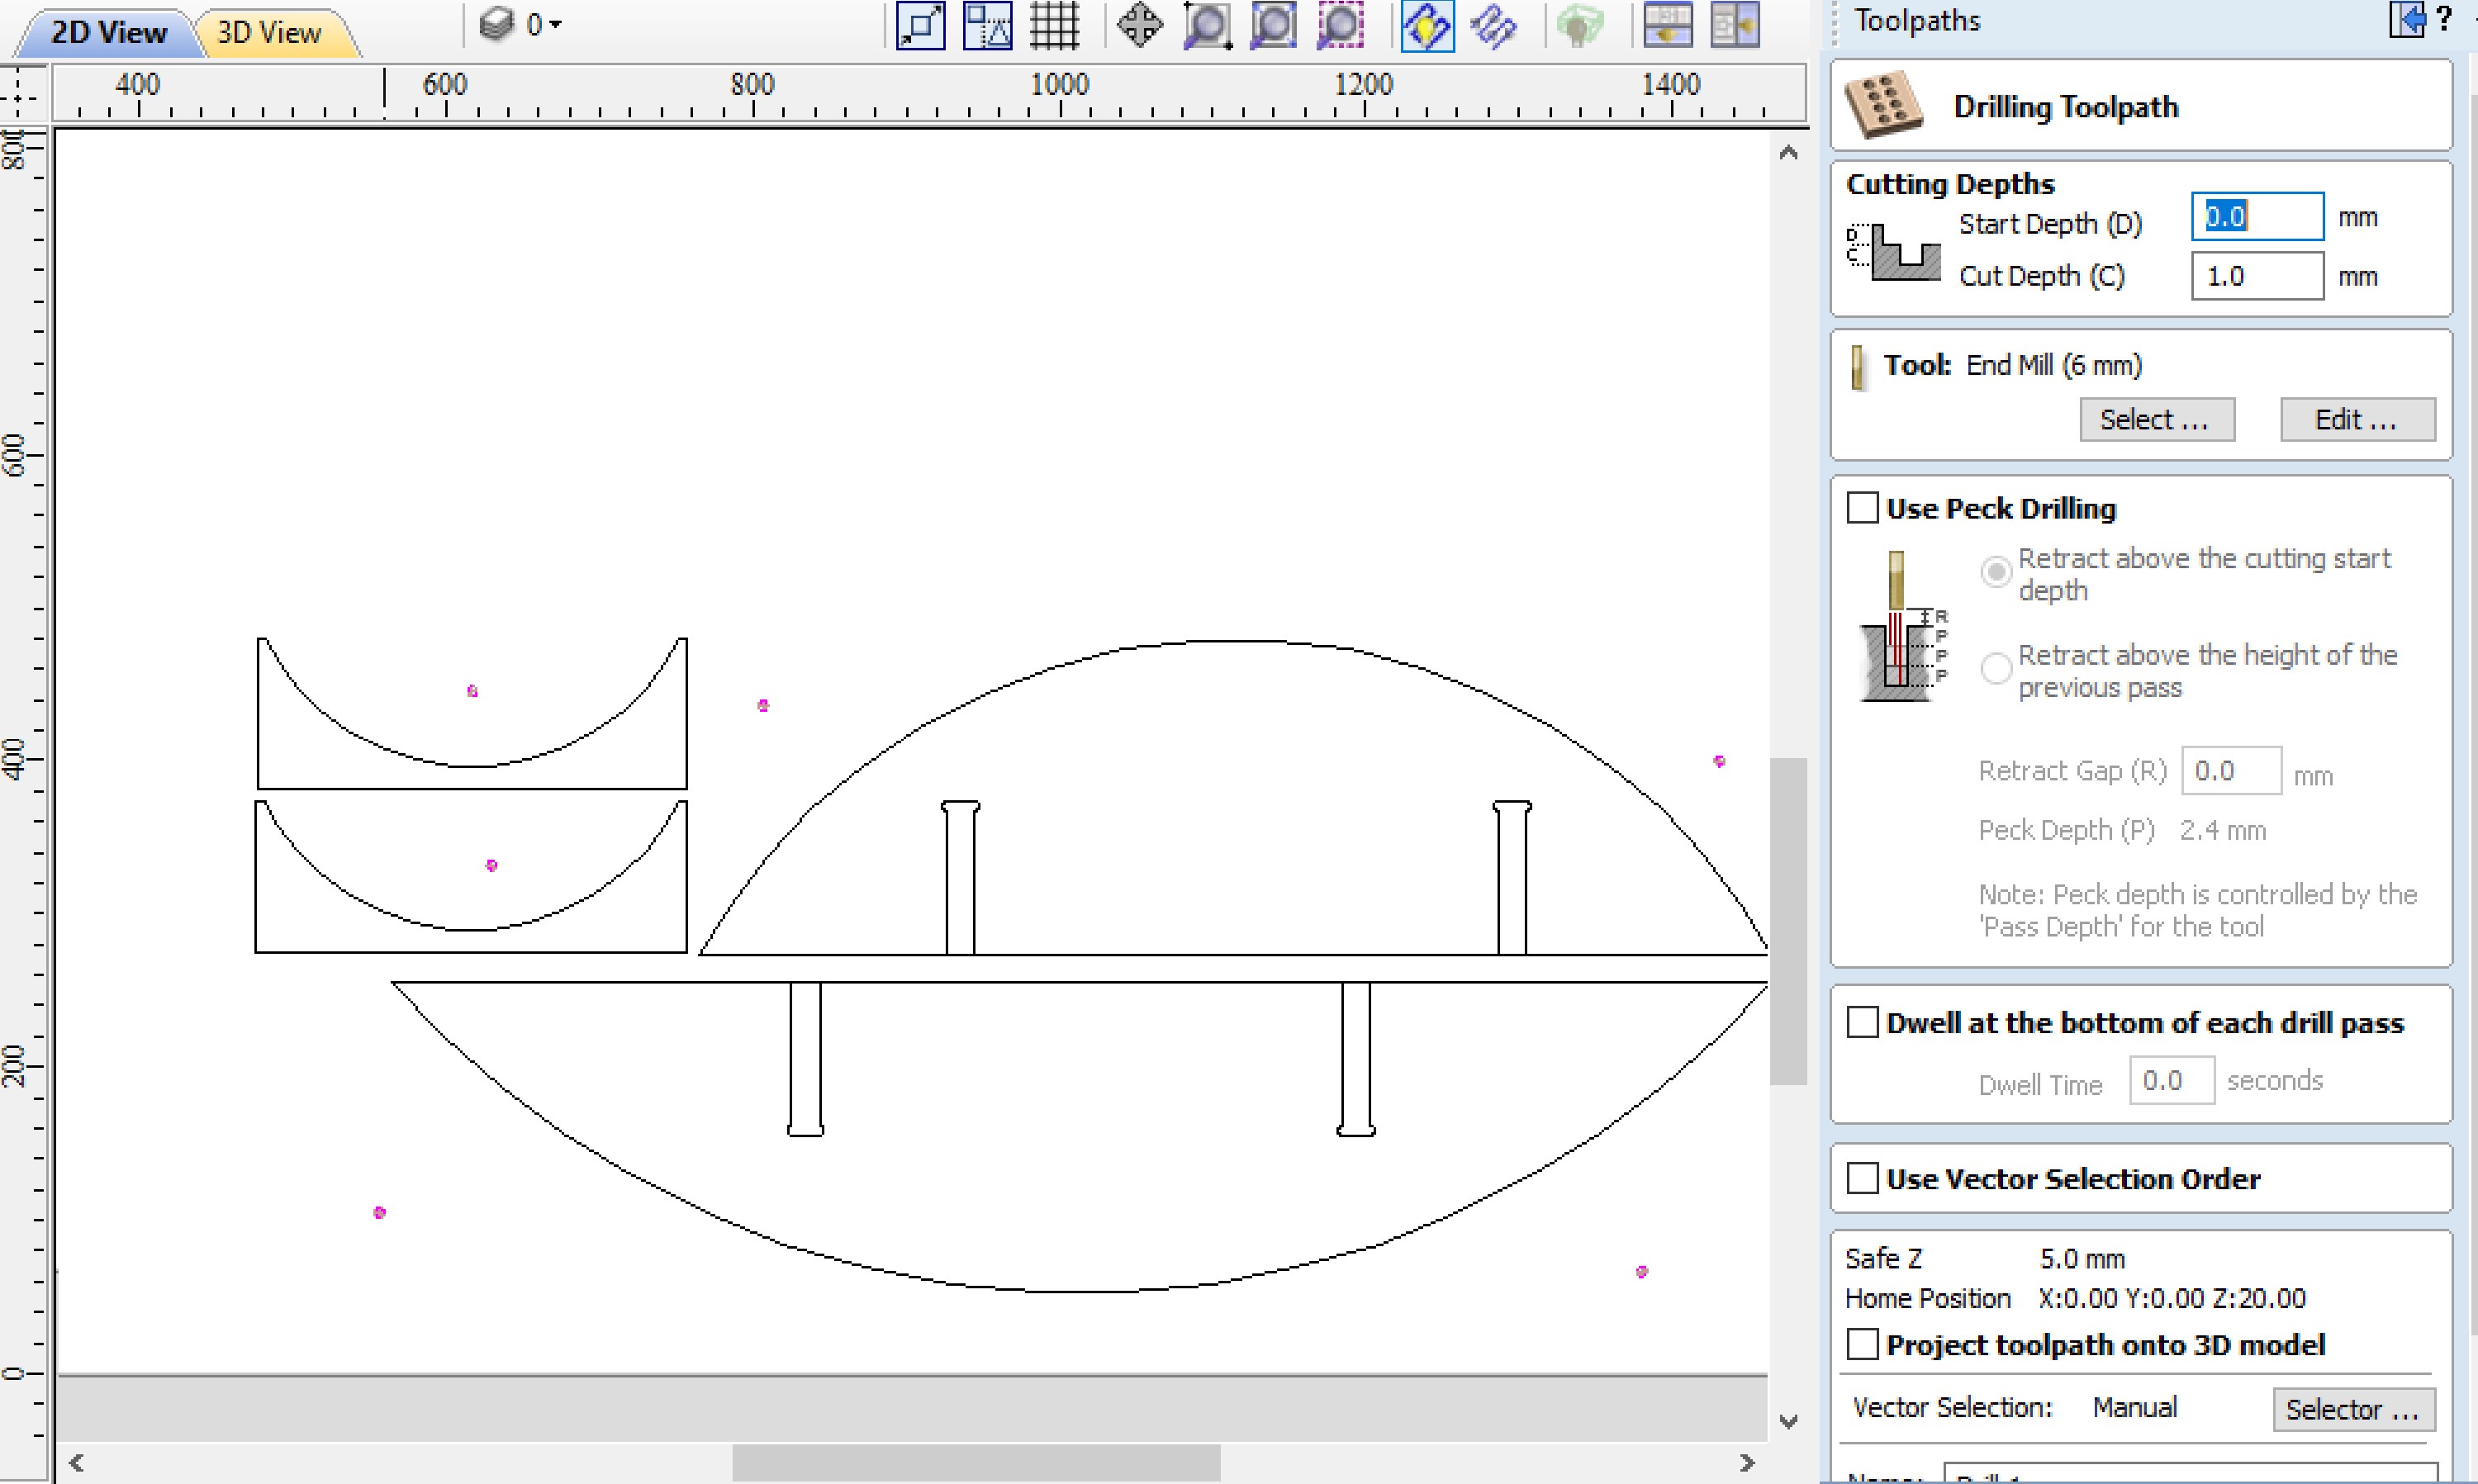 2D View 3D View 0 Toolpaths ?
400 600 800 1000 1200 1400
800
600
400
200
0
Drilling Toolpath
Cutting Depths
D
C
Start Depth (D) 0.0 mm
Cut Depth (C) 1.0 mm
Tool: End Mill (6 mm)
Select ... Edit ...
Use Peck Drilling
Retract above the cutting start
depth
R
P
P
P
Retract above the height of the
previous pass
Retract Gap (R) 0.0 mm
Peck Depth (P) 2.4 mm
Note: Peck depth is controlled by the
'Pass Depth' for the tool
Dwell at the bottom of each drill pass
Dwell Time 0.0 seconds
Use Vector Selection Order
Safe Z 5.0 mm
Home Position X:0.00 Y:0.00 Z:20.00
Project toolpath onto 3D model
Vector Selection: Manual Selector ...